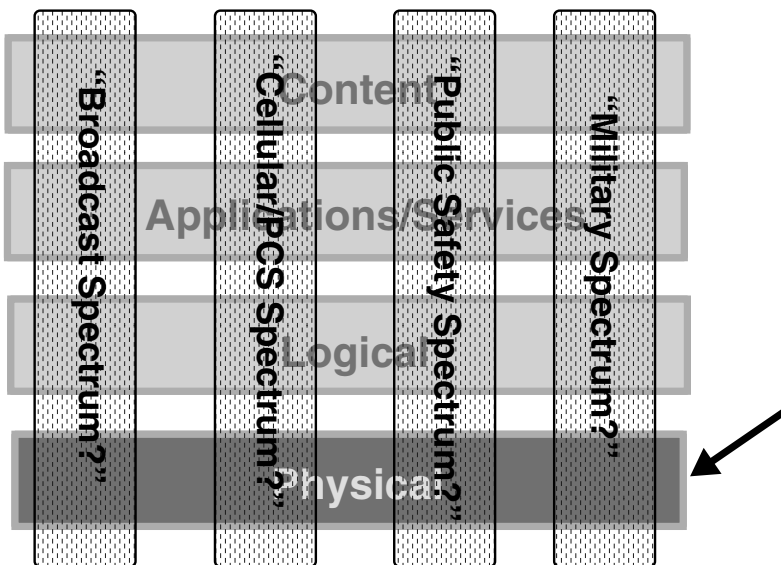 Content
Applications/Services
Logical
Physical
“Broadcast Spectrum?”
“Cellular/PCS Spectrum?”
“Public Safety Spectrum?”
“Military Spectrum?”